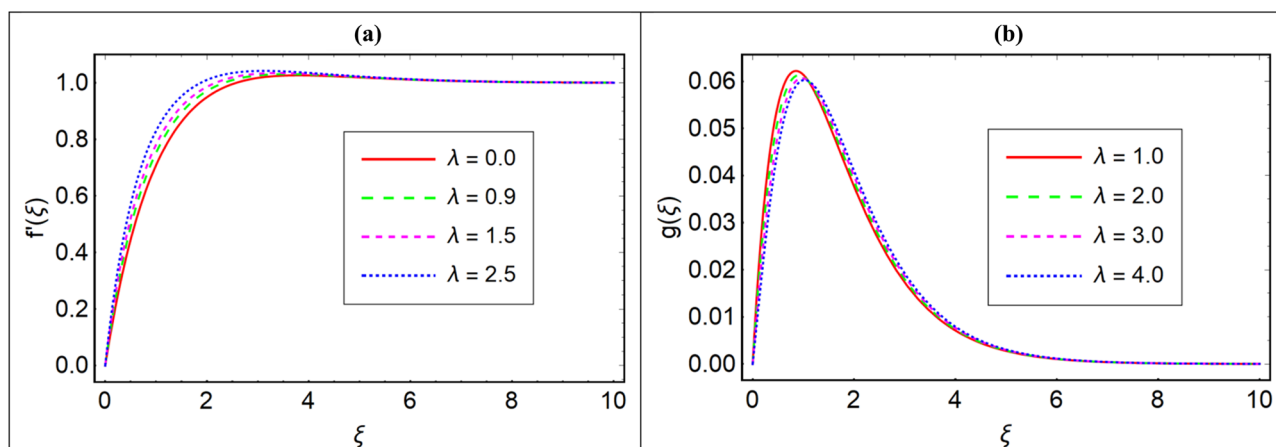 (a)
f'(ξ)
1.0
0.8
0.6
0.4
0.2
0.0
λ = 0.0
λ = 0.9
λ = 1.5
λ = 2.5
0 2 4 6 8 10
ξ
(b)
g(ξ)
0.06
0.05
0.04
0.03
0.02
0.01
0.00
λ = 1.0
λ = 2.0
λ = 3.0
λ = 4.0
0 2 4 6 8 10
ξ